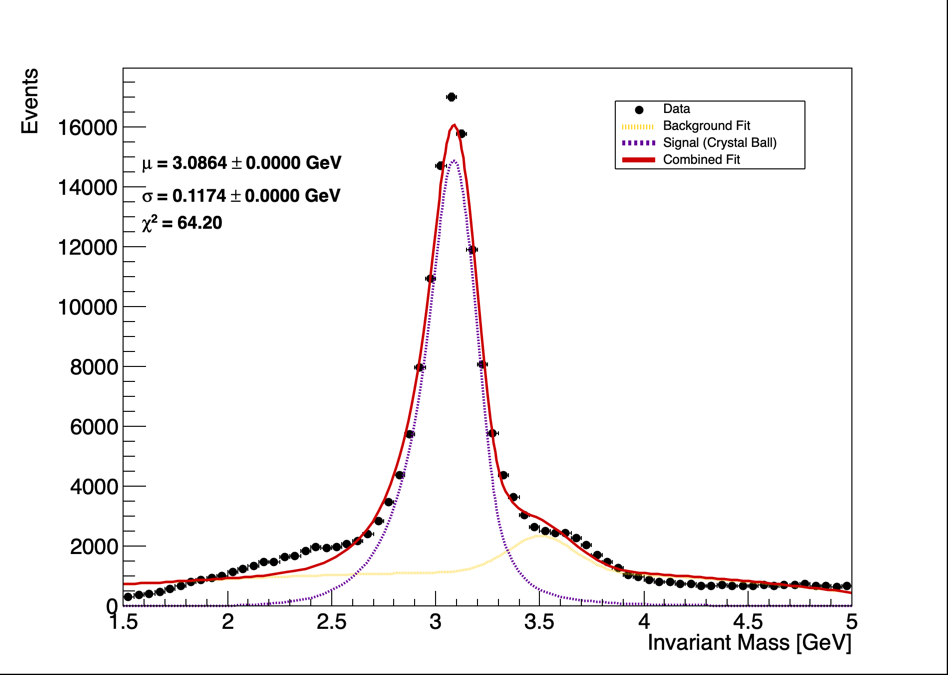 Events
16000
14000
12000
10000
8000
6000
4000
2000
0
μ = 3.0864 ± 0.0000 GeV
σ = 0.1174 ± 0.0000 GeV
χ² = 64.20
Data
Background Fit
Signal (Crystal Ball)
Combined Fit
1.5 2 2.5 3 3.5 4 4.5 5
Invariant Mass [GeV]